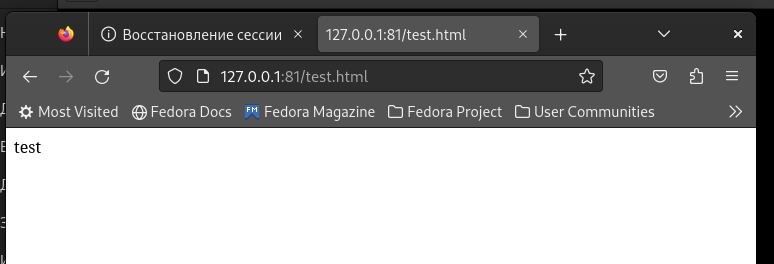 Восстановление сессии
127.0.0.1:81/test.html
127.0.0.1:81/test.html
Most Visited Fedora Docs FM Fedora Magazine Fedora Project User Communities
test